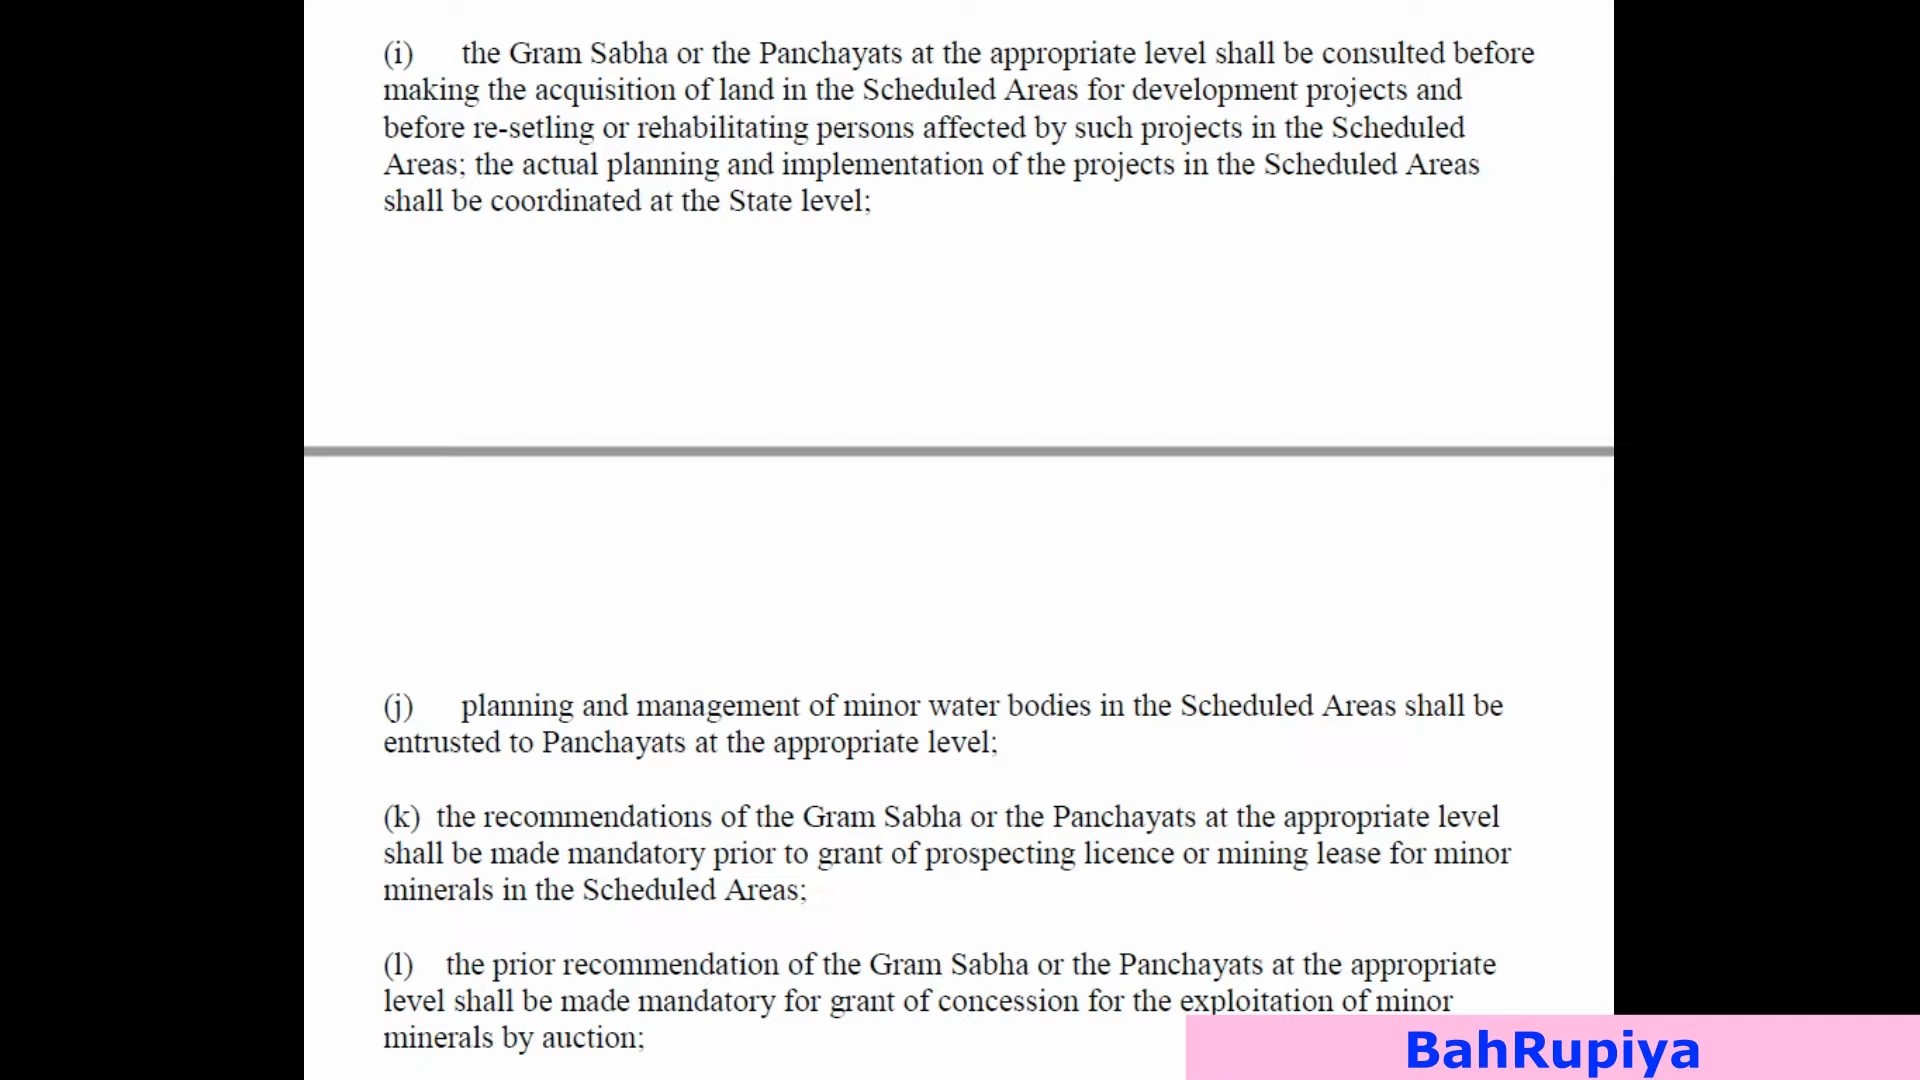 (i) the Gram Sabha or the Panchayats at the appropriate level shall be consulted before
making the acquisition of land in the Scheduled Areas for development projects and
before re-setling or rehabilitating persons affected by such projects in the Scheduled
Areas; the actual planning and implementation of the projects in the Scheduled Areas
shall be coordinated at the State level;
(j) planning and management of minor water bodies in the Scheduled Areas shall be
entrusted to Panchayats at the appropriate level;
(k) the recommendations of the Gram Sabha or the Panchayats at the appropriate level
shall be made mandatory prior to grant of prospecting licence or mining lease for minor
minerals in the Scheduled Areas;
(l) the prior recommendation of the Gram Sabha or the Panchayats at the appropriate
level shall be made mandatory for grant of concession for the exploitation of minor
minerals by auction;
BahRupiya